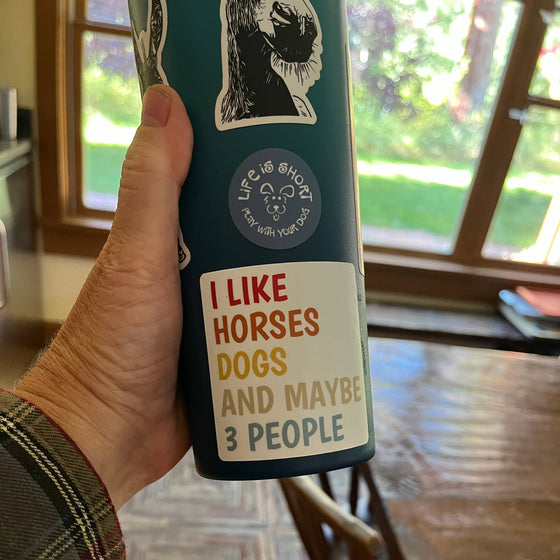 LiFE iS SHORT
PLAY WITH YOUR DOG
I LIKE
HORSES
DOGS
AND MAYBE
3 PEOPLE